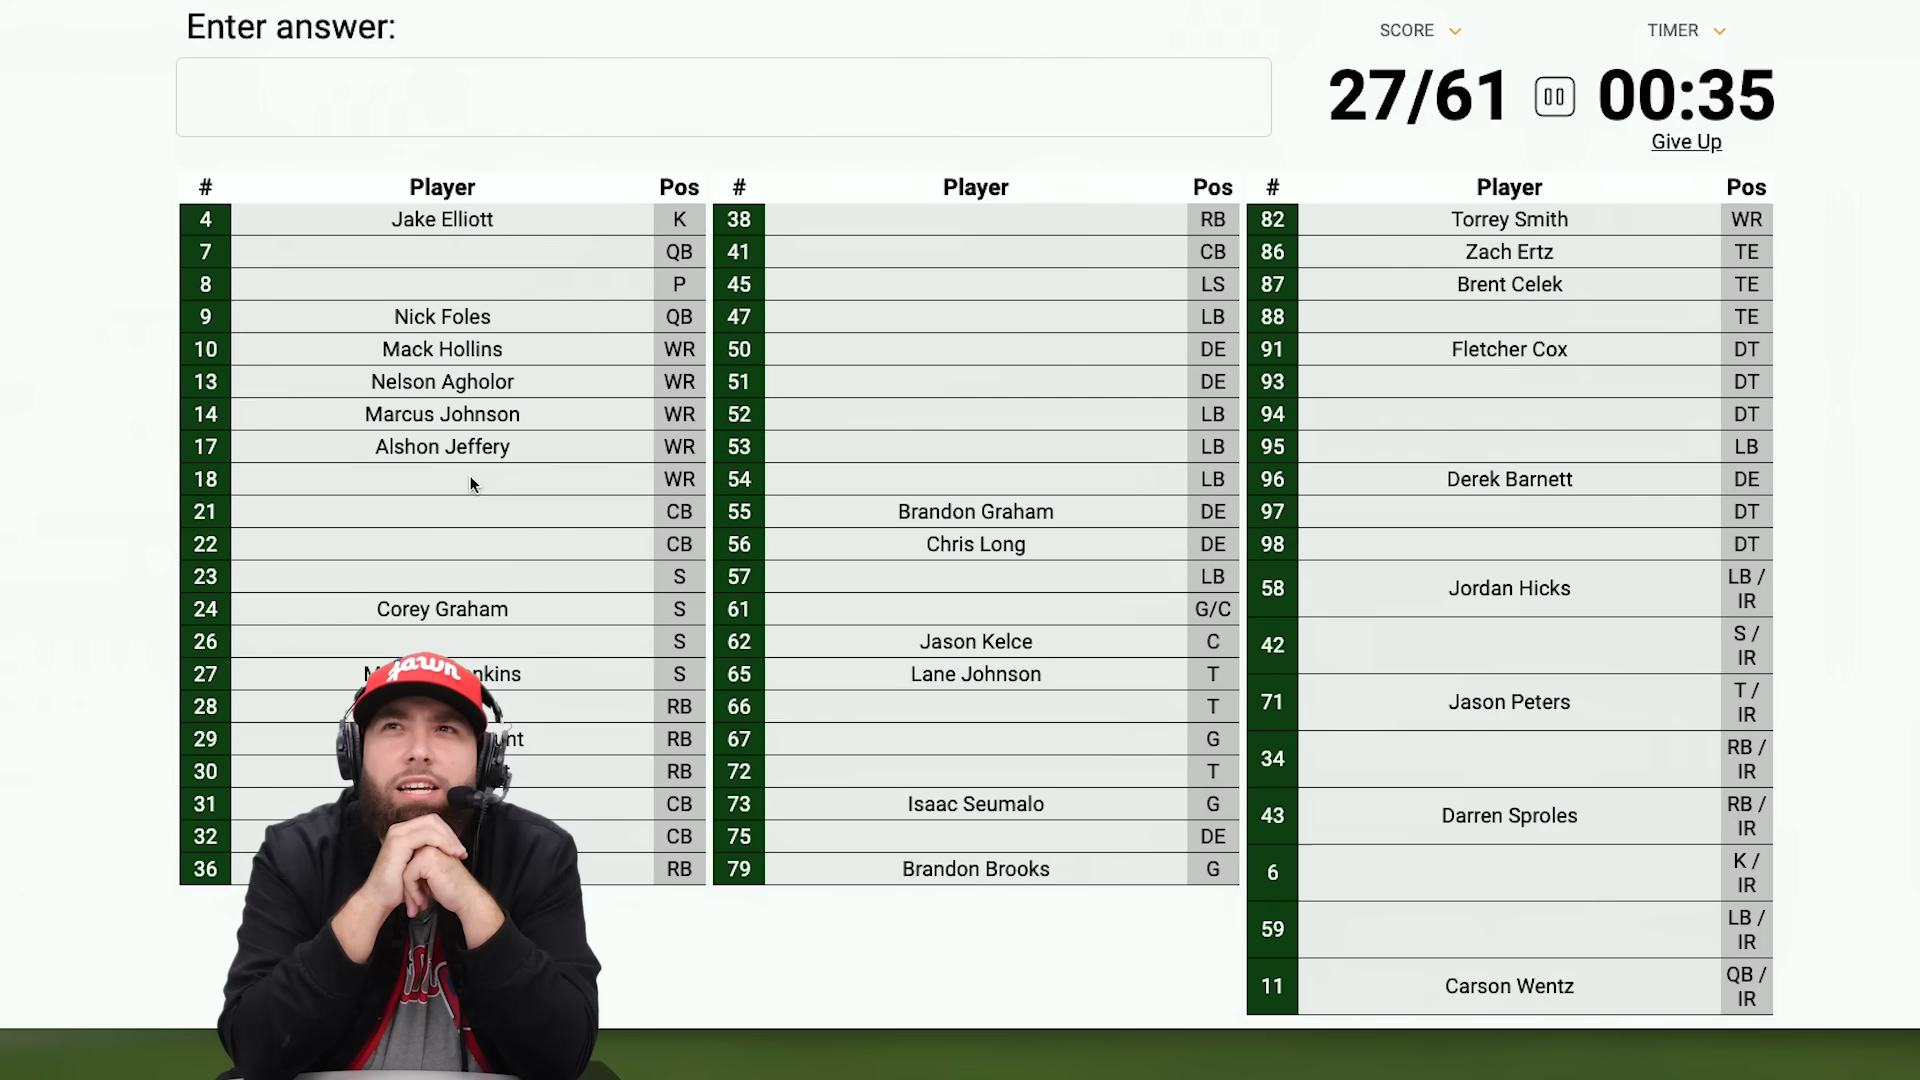 Enter answer:
SCORE
TIMER
27/61
00:35
Give Up
# Player Pos
4 Jake Elliott K
7 QB
8 P
9 Nick Foles QB
10 Mack Hollins WR
13 Nelson Agholor WR
14 Marcus Johnson WR
17 Alshon Jeffery WR
18 WR
21 CB
22 CB
23 S
24 Corey Graham S
26 S
27 S
28 RB
29 RB
30 RB
31 CB
32 CB
36 RB
# Player Pos
38 RB
41 CB
45 LS
47 LB
50 DE
51 DE
52 LB
53 LB
54 LB
55 Brandon Graham DE
56 Chris Long DE
57 LB
61 G/C
62 Jason Kelce C
65 Lane Johnson T
66 T
67 G
72 T
73 Isaac Seumalo G
75 DE
79 Brandon Brooks G
# Player Pos
82 Torrey Smith WR
86 Zach Ertz TE
87 Brent Celek TE
88 TE
91 Fletcher Cox DT
93 DT
94 DT
95 LB
96 Derek Barnett DE
97 DT
98 DT
58 Jordan Hicks LB /
IR
42 S /
IR
71 Jason Peters T /
IR
34 RB /
IR
43 Darren Sproles RB /
IR
6 K /
IR
59 LB /
IR
11 Carson Wentz QB /
IR
jawn